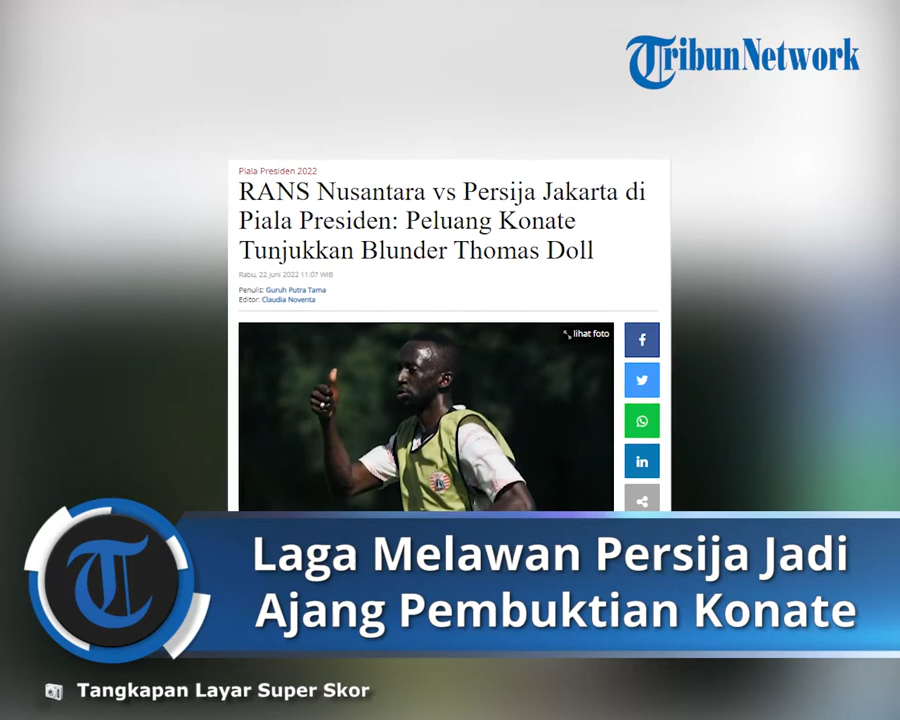 Tribun Network
Piala Presiden 2022
RANS Nusantara vs Persija Jakarta di
Piala Presiden: Peluang Konate
Tunjukkan Blunder Thomas Doll
Rabu, 22 Juni 2022 11:07 WIB
Penulis: Guruh Putra Tama
Editor: Claudia Noventa
lihat foto
Laga Melawan Persija Jadi
Ajang Pembuktian Konate
Tangkapan Layar Super Skor